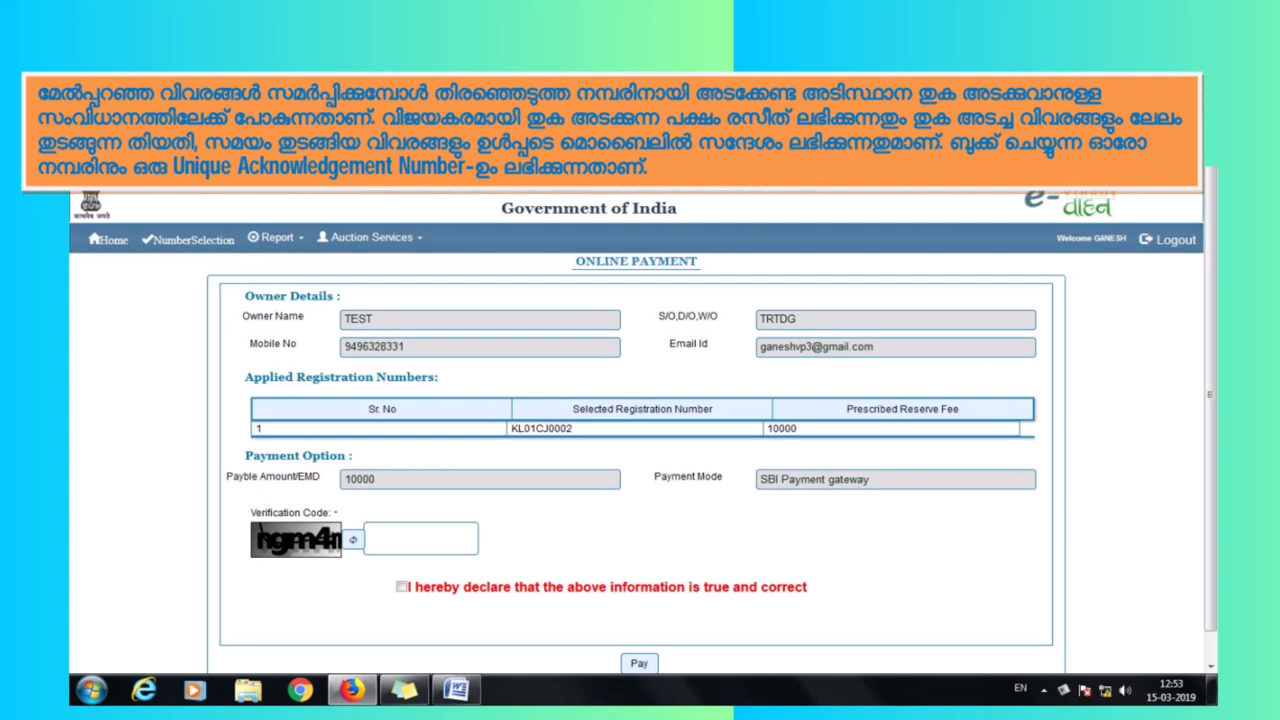 മേൽപ്പറഞ്ഞ വിവരങ്ങൾ സമർപ്പിക്കുമ്പോൾ തിരഞ്ഞെടുത്ത നമ്പരിനായി അടക്കേണ്ട അടിസ്ഥാന തുക അടക്കുവാനുള്ള
സംവിധാനത്തിലേക്ക് പോകുന്നതാണ്. വിജയകരമായി തുക അടക്കുന്ന പക്ഷം രസീത് ലഭിക്കുന്നതും തുക അടച്ച വിവരങ്ങളും ലേലം
തുടങ്ങുന്ന തിയതി, സമയം തുടങ്ങിയ വിവരങ്ങളും ഉൾപ്പടെ മൊബൈലിൽ സന്ദേശം ലഭിക്കുന്നതുമാണ്. ബുക്ക് ചെയ്യുന്ന ഓരോ
നമ്പരിനും ഒരു Unique Acknowledgement Number-ഉം ലഭിക്കുന്നതാണ്.
सत्यमेव जयते
Government of India
e-वाहन
Home NumberSelection Report Auction Services Welcome GANESH Logout
ONLINE PAYMENT
Owner Details :
Owner Name TEST S/O,D/O,W/O TRTDG
Mobile No 9496328331 Email Id ganeshvp3@gmail.com
Applied Registration Numbers:
Sr. No Selected Registration Number Prescribed Reserve Fee
1 KL01CJ0002 10000
Payment Option :
Payble Amount/EMD 10000 Payment Mode SBI Payment gateway
Verification Code: *
I hereby declare that the above information is true and correct
Pay
EN 12:53
15-03-2019